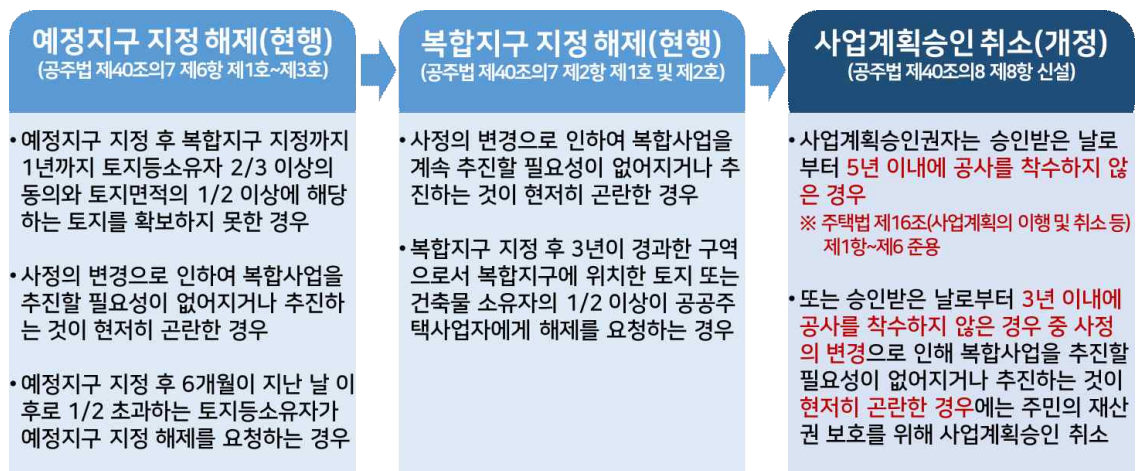 예정지구 지정 해제(현행)
(공주법 제40조의7 제6항 제1호~제3호)
• 예정지구 지정 후 복합지구 지정까지
1년까지 토지등소유자 2/3 이상의
동의와 토지면적의 1/2 이상에 해당
하는 토지를 확보하지 못한 경우
• 사정의 변경으로 인하여 복합사업을
추진할 필요성이 없어지거나 추진하
는 것이 현저히 곤란한 경우
• 예정지구 지정 후 6개월이 지난 날 이
후로 1/2 초과하는 토지등소유자가
예정지구 지정 해제를 요청하는 경우
복합지구 지정 해제(현행)
(공주법 제40조의7 제2항 제1호 및 제2호)
• 사정의 변경으로 인하여 복합사업을
계속 추진할 필요성이 없어지거나 추
진하는 것이 현저히 곤란한 경우
• 복합지구 지정 후 3년이 경과한 구역
으로서 복합지구에 위치한 토지 또는
건축물 소유자의 1/2 이상이 공공주
택사업자에게 해제를 요청하는 경우
사업계획승인 취소(개정)
(공주법 제40조의8 제8항 신설)
• 사업계획승인권자는 승인받은 날로
부터 5년 이내에 공사를 착수하지 않
은 경우
※ 주택법 제16조(사업계획의 이행 및 취소 등)
제1항~제6 준용
• 또는 승인받은 날로부터 3년 이내에
공사를 착수하지 않은 경우 중 사정
의 변경으로 인해 복합사업을 추진할
필요성이 없어지거나 추진하는 것이
현저히 곤란한 경우에는 주민의 재산
권 보호를 위해 사업계획승인 취소